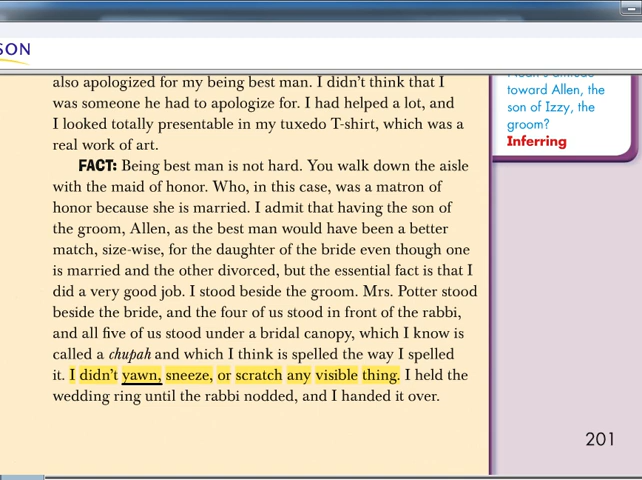 SON
also apologized for my being best man. I didn't think that I
was someone he had to apologize for. I had helped a lot, and
I looked totally presentable in my tuxedo T-shirt, which was a
real work of art.
FACT: Being best man is not hard. You walk down the aisle
with the maid of honor. Who, in this case, was a matron of
honor because she is married. I admit that having the son of
the groom, Allen, as the best man would have been a better
match, size-wise, for the daughter of the bride even though one
is married and the other divorced, but the essential fact is that I
did a very good job. I stood beside the groom. Mrs. Potter stood
beside the bride, and the four of us stood in front of the rabbi,
and all five of us stood under a bridal canopy, which I know is
called a chupah and which I think is spelled the way I spelled
it. I didn't yawn, sneeze, or scratch any visible thing. I held the
wedding ring until the rabbi nodded, and I handed it over.
toward Allen, the
son of Izzy, the
groom?
Inferring
201